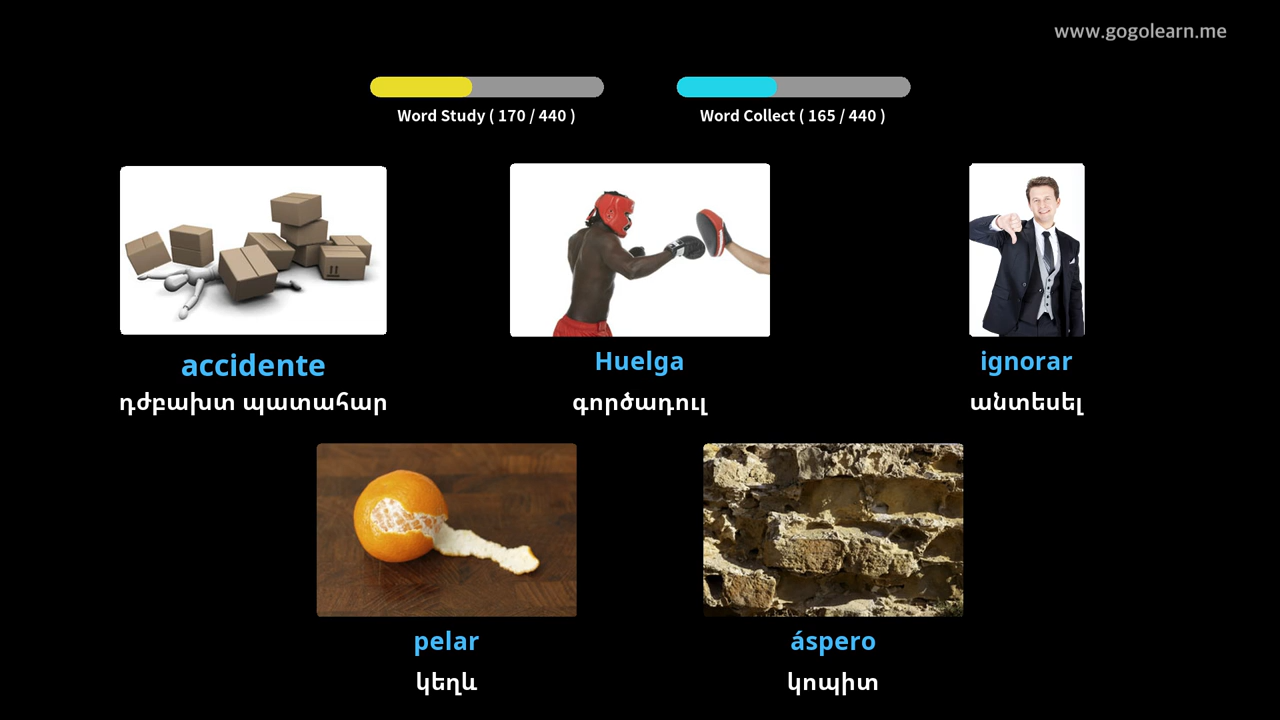 www.gogolearn.me
Word Study ( 170 / 440 )
Word Collect ( 165 / 440 )
accidente
դժբախտ պատահար
Huelga
գործադուլ
ignorar
անտեսել
pelar
կեղև
áspero
կոպիտ